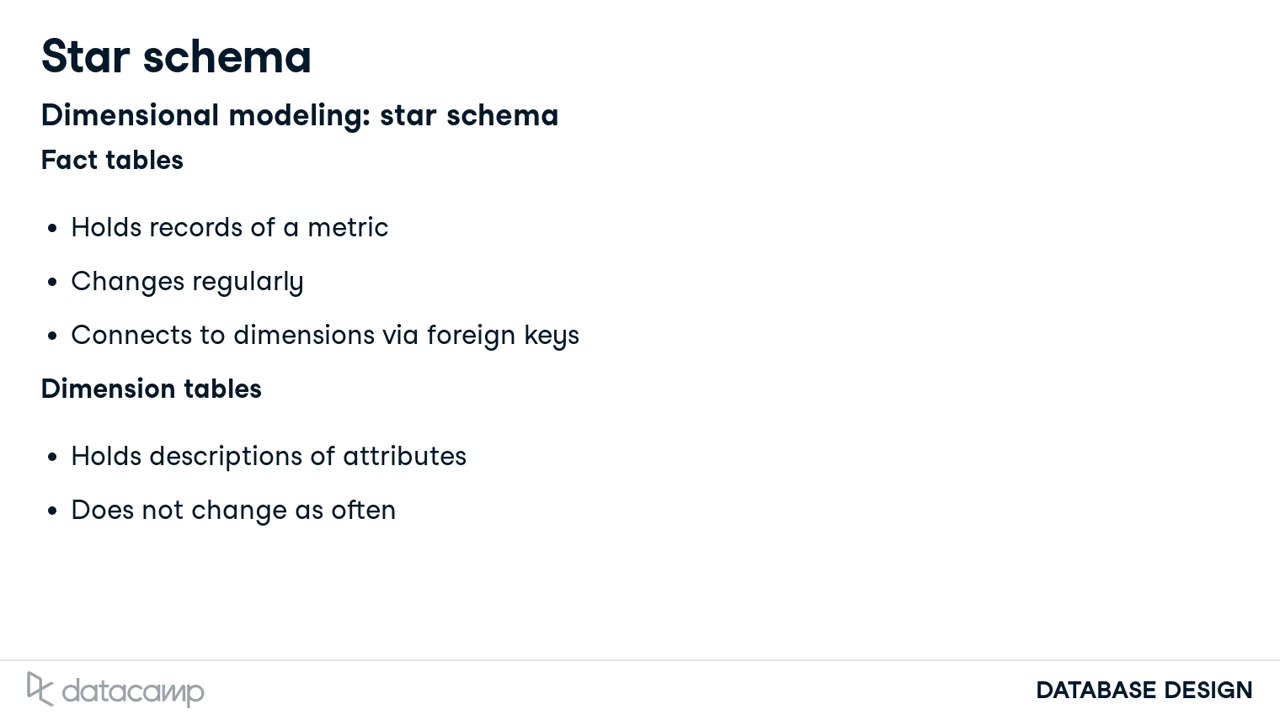 Star schema
Dimensional modeling: star schema
Fact tables
• Holds records of a metric
• Changes regularly
• Connects to dimensions via foreign keys
Dimension tables
• Holds descriptions of attributes
• Does not change as often
datacamp
DATABASE DESIGN